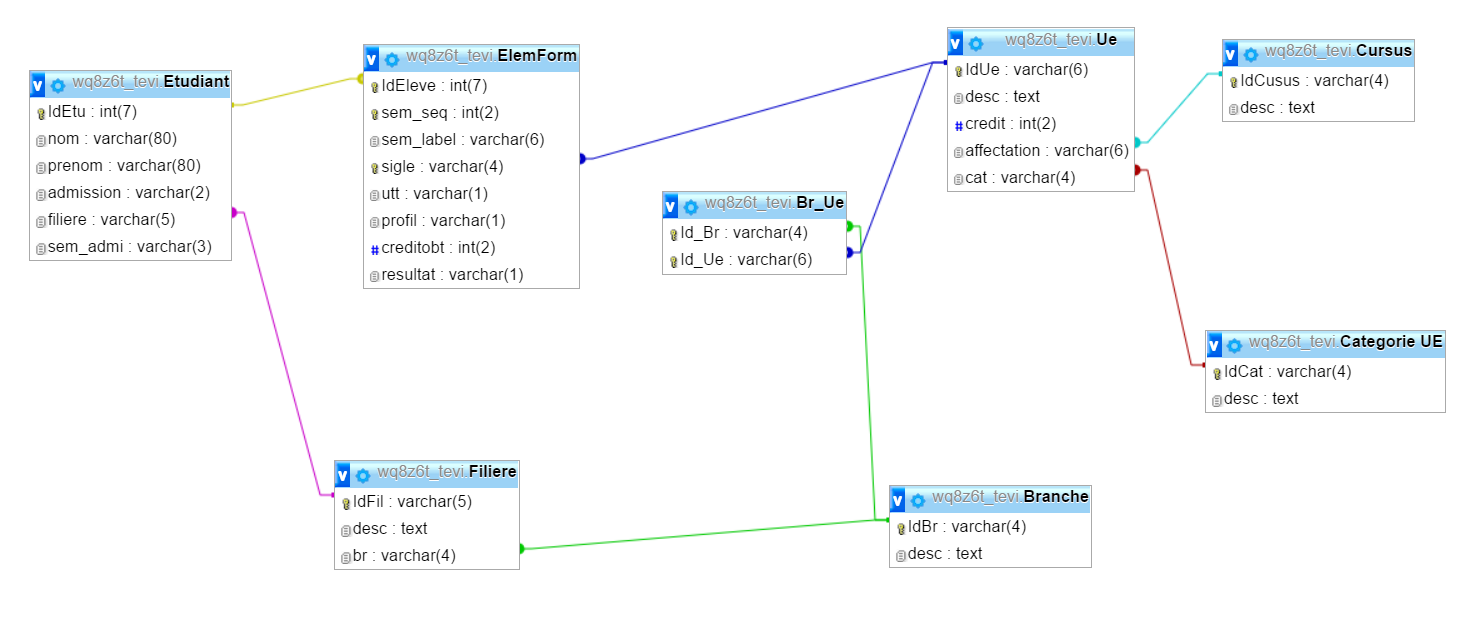 wq8z6t_tevi.Etudiant
IdEtu : int(7)
nom : varchar(80)
prenom : varchar(80)
admission : varchar(2)
filiere : varchar(5)
sem_admi : varchar(3)
wq8z6t_tevi.ElemForm
IdEleve : int(7)
sem_seq : int(2)
sem_label : varchar(6)
sigle : varchar(4)
utt : varchar(1)
profil : varchar(1)
# creditobt : int(2)
resultat : varchar(1)
wq8z6t_tevi.Br_Ue
Id_Br : varchar(4)
Id_Ue : varchar(6)
wq8z6t_tevi.Ue
IdUe : varchar(6)
desc : text
# credit : int(2)
affectation : varchar(6)
cat : varchar(4)
wq8z6t_tevi.Cursus
IdCusus : varchar(4)
desc : text
wq8z6t_tevi.Categorie UE
IdCat : varchar(4)
desc : text
wq8z6t_tevi.Filiere
IdFil : varchar(5)
desc : text
br : varchar(4)
wq8z6t_tevi.Branche
IdBr : varchar(4)
desc : text